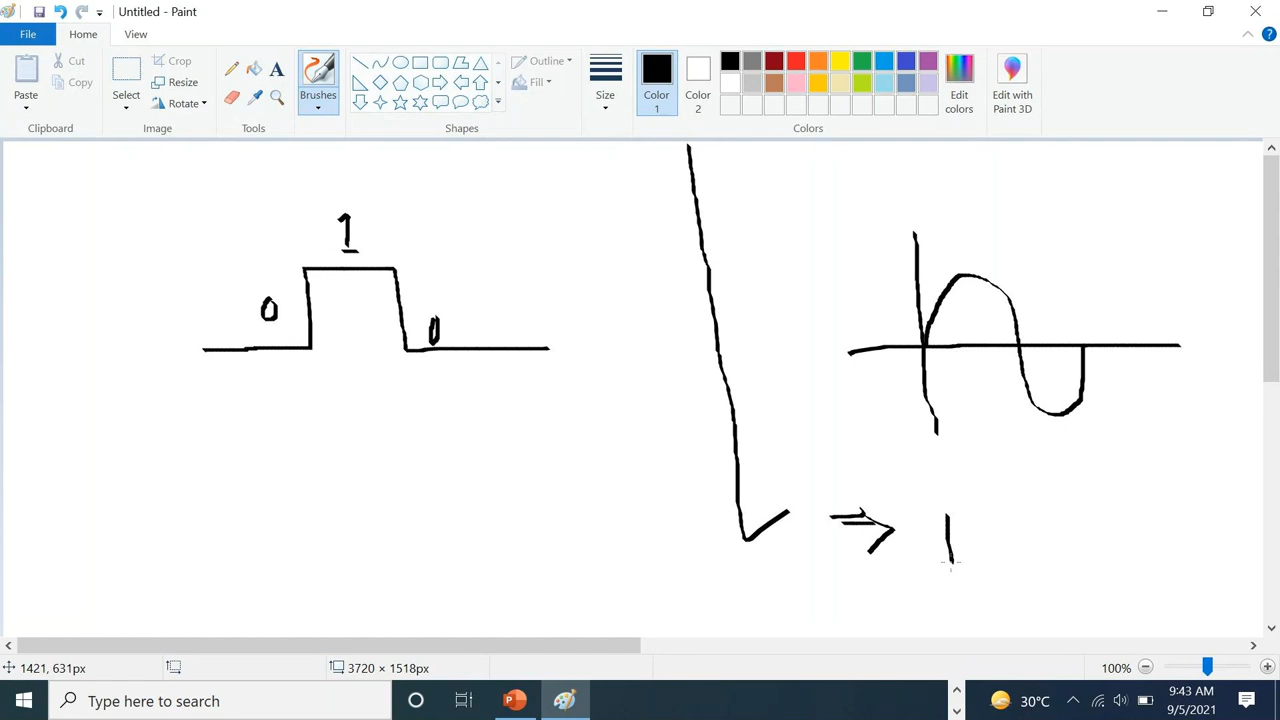 Untitled - Paint
File Home View
Paste Cut Copy Clipboard
Select Crop Resize Rotate Image
A Tools
Brushes
Outline Fill Shapes
Size
Color 1 Color 2 Edit colors Edit with Paint 3D Colors
1
0 0
1
1421, 631px 3720 × 1518px 100%
Type here to search
30°C 9:43 AM
9/5/2021